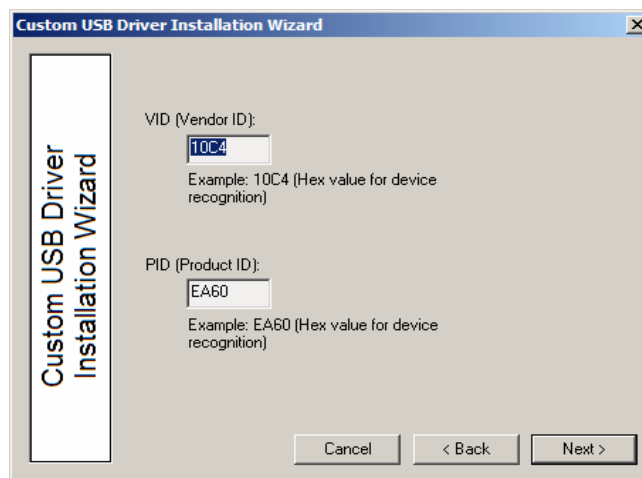 Custom USB Driver Installation Wizard
Custom USB Driver
Installation Wizard
VID (Vendor ID):
10C4
Example: 10C4 (Hex value for device
recognition)
PID (Product ID):
EA60
Example: EA60 (Hex value for device
recognition)
Cancel
< Back
Next >